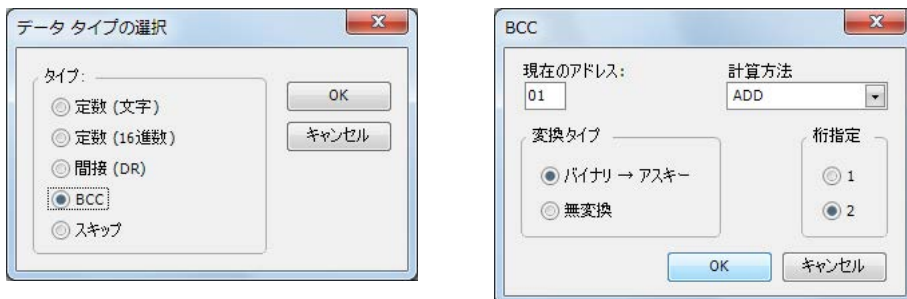 データ タイプの選択
タイプ:
定数 (文字)
定数 (16進数)
間接 (DR)
BCC
スキップ
OK
キャンセル
BCC
現在のアドレス:
01
計算方法
ADD
変換タイプ
バイナリ → アスキー
無変換
桁指定
1
2
OK
キャンセル